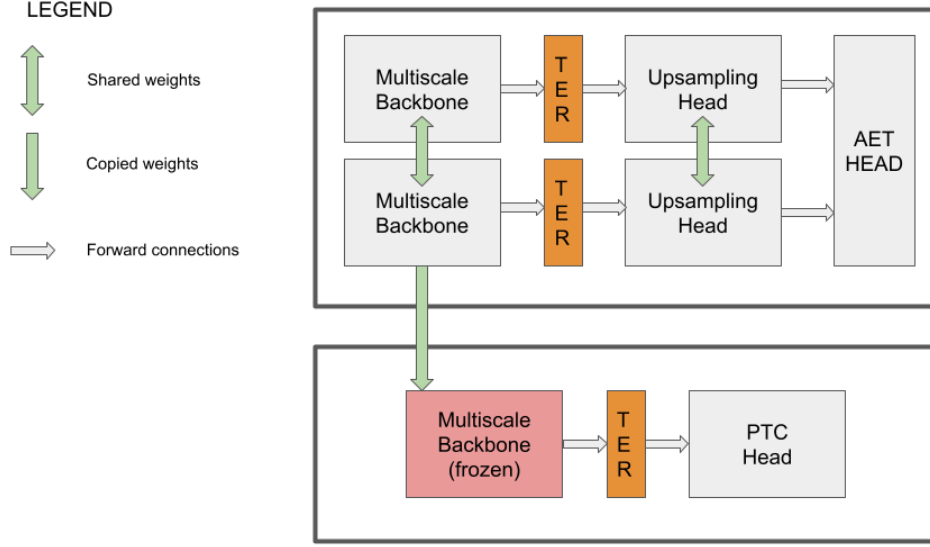 LEGEND
Shared weights
Copied weights
Forward connections
Multiscale
Backbone
T
E
R
Upsampling
Head
AET
HEAD
Multiscale
Backbone
T
E
R
Upsampling
Head
Multiscale
Backbone
(frozen)
T
E
R
PTC
Head